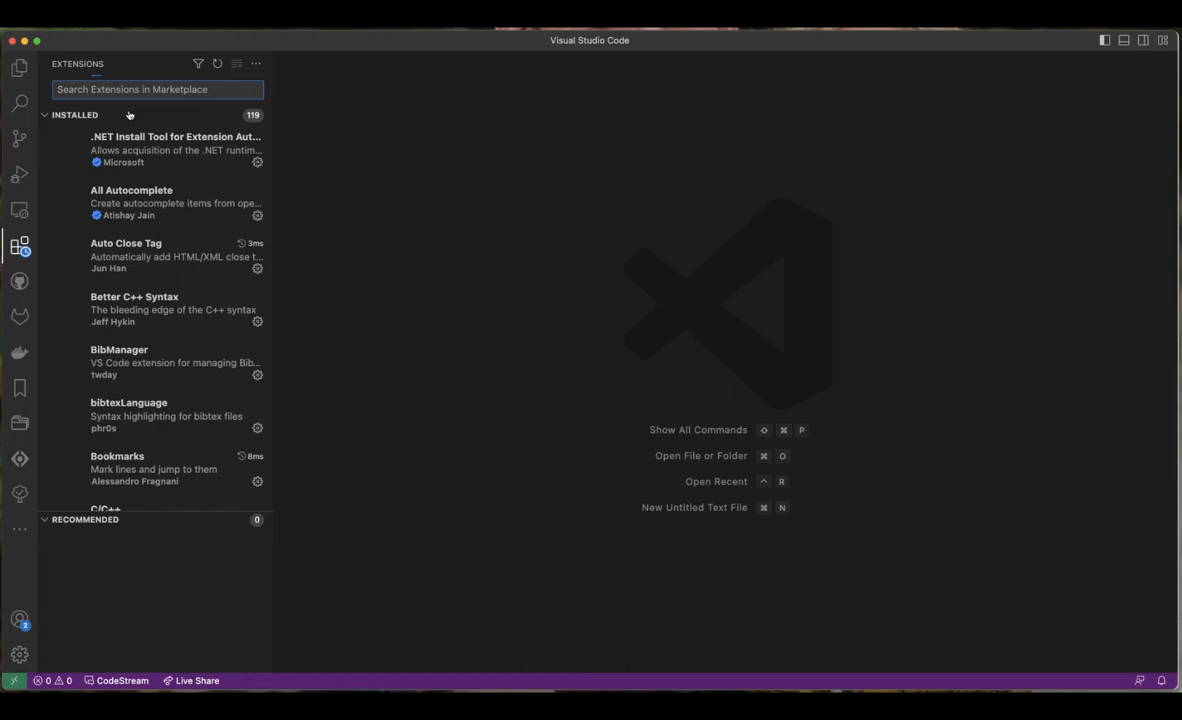 Visual Studio Code
EXTENSIONS
Search Extensions in Marketplace
INSTALLED 119
.NET Install Tool for Extension Aut...
Allows acquisition of the .NET runtim...
Microsoft
All Autocomplete
Create autocomplete items from ope...
Atishay Jain
Auto Close Tag 3ms
Automatically add HTML/XML close t...
Jun Han
Better C++ Syntax
The bleeding edge of the C++ syntax
Jeff Hykin
BibManager
VS Code extension for managing Bib...
twday
bibtexLanguage
Syntax highlighting for bibtex files
phr0s
Bookmarks 8ms
Mark lines and jump to them
Alessandro Fragnani
C/C++
RECOMMENDED 0
2
Show All Commands ⇧ ⌘ P
Open File or Folder ⌘ O
Open Recent ^ R
New Untitled Text File ⌘ N
0 0 CodeStream Live Share